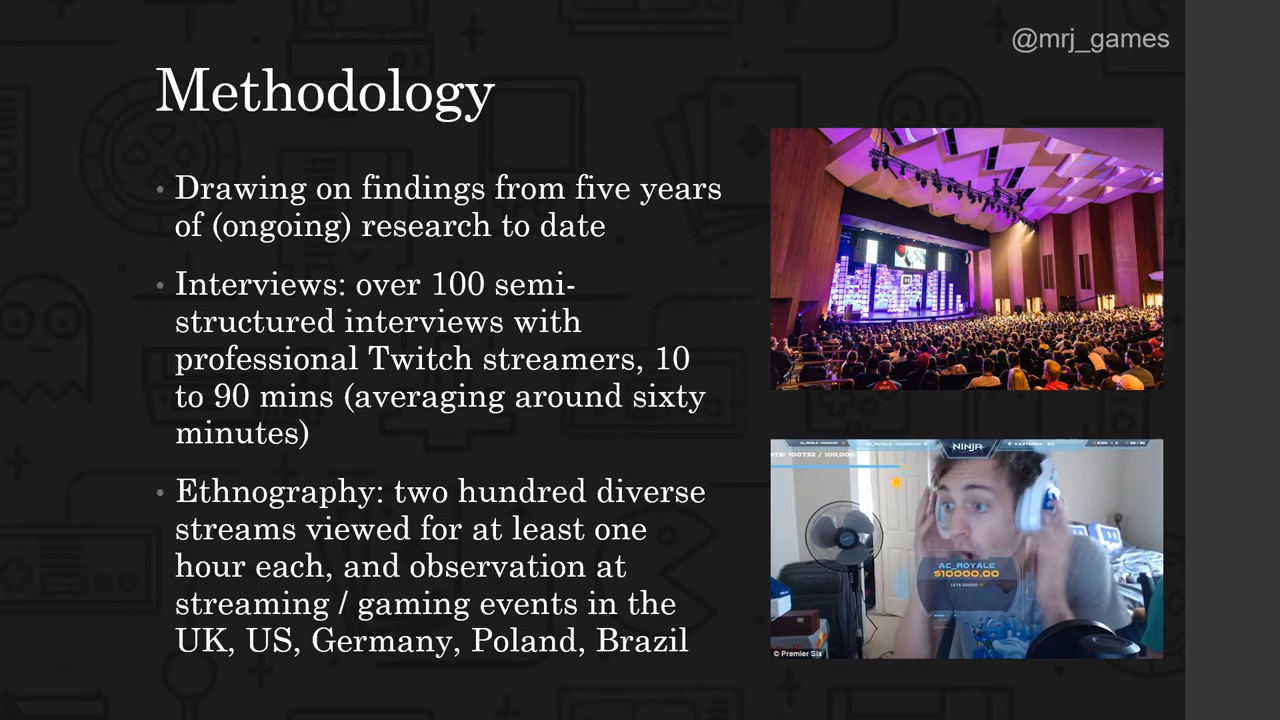 @mrj_games
Methodology
• Drawing on findings from five years
of (ongoing) research to date
• Interviews: over 100 semi-
structured interviews with
professional Twitch streamers, 10
to 90 mins (averaging around sixty
minutes)
• Ethnography: two hundred diverse
streams viewed for at least one
hour each, and observation at
streaming / gaming events in the
UK, US, Germany, Poland, Brazil
NINJA
100732 / 100,000
AC_ROYALE
$10000.00
© Premier Six